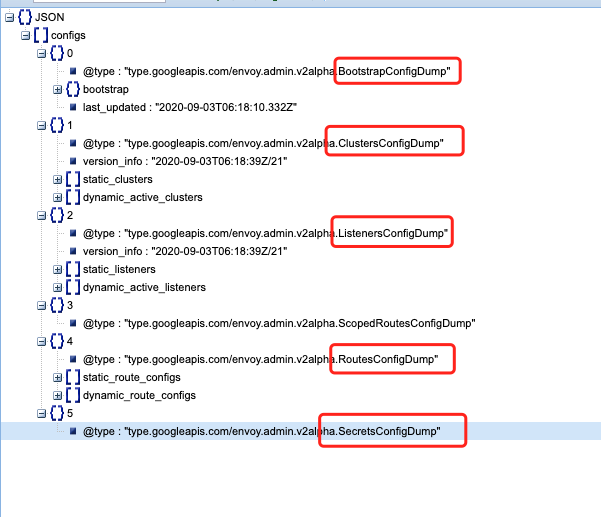 JSON
configs
0
@type : "type.googleapis.com/envoy.admin.v2alpha.BootstrapConfigDump"
bootstrap
last_updated : "2020-09-03T06:18:10.332Z"
1
@type : "type.googleapis.com/envoy.admin.v2alpha.ClustersConfigDump"
version_info : "2020-09-03T06:18:39Z/21"
static_clusters
dynamic_active_clusters
2
@type : "type.googleapis.com/envoy.admin.v2alpha.ListenersConfigDump"
version_info : "2020-09-03T06:18:39Z/21"
static_listeners
dynamic_active_listeners
3
@type : "type.googleapis.com/envoy.admin.v2alpha.ScopedRoutesConfigDump"
4
@type : "type.googleapis.com/envoy.admin.v2alpha.RoutesConfigDump"
static_route_configs
dynamic_route_configs
5
@type : "type.googleapis.com/envoy.admin.v2alpha.SecretsConfigDump"